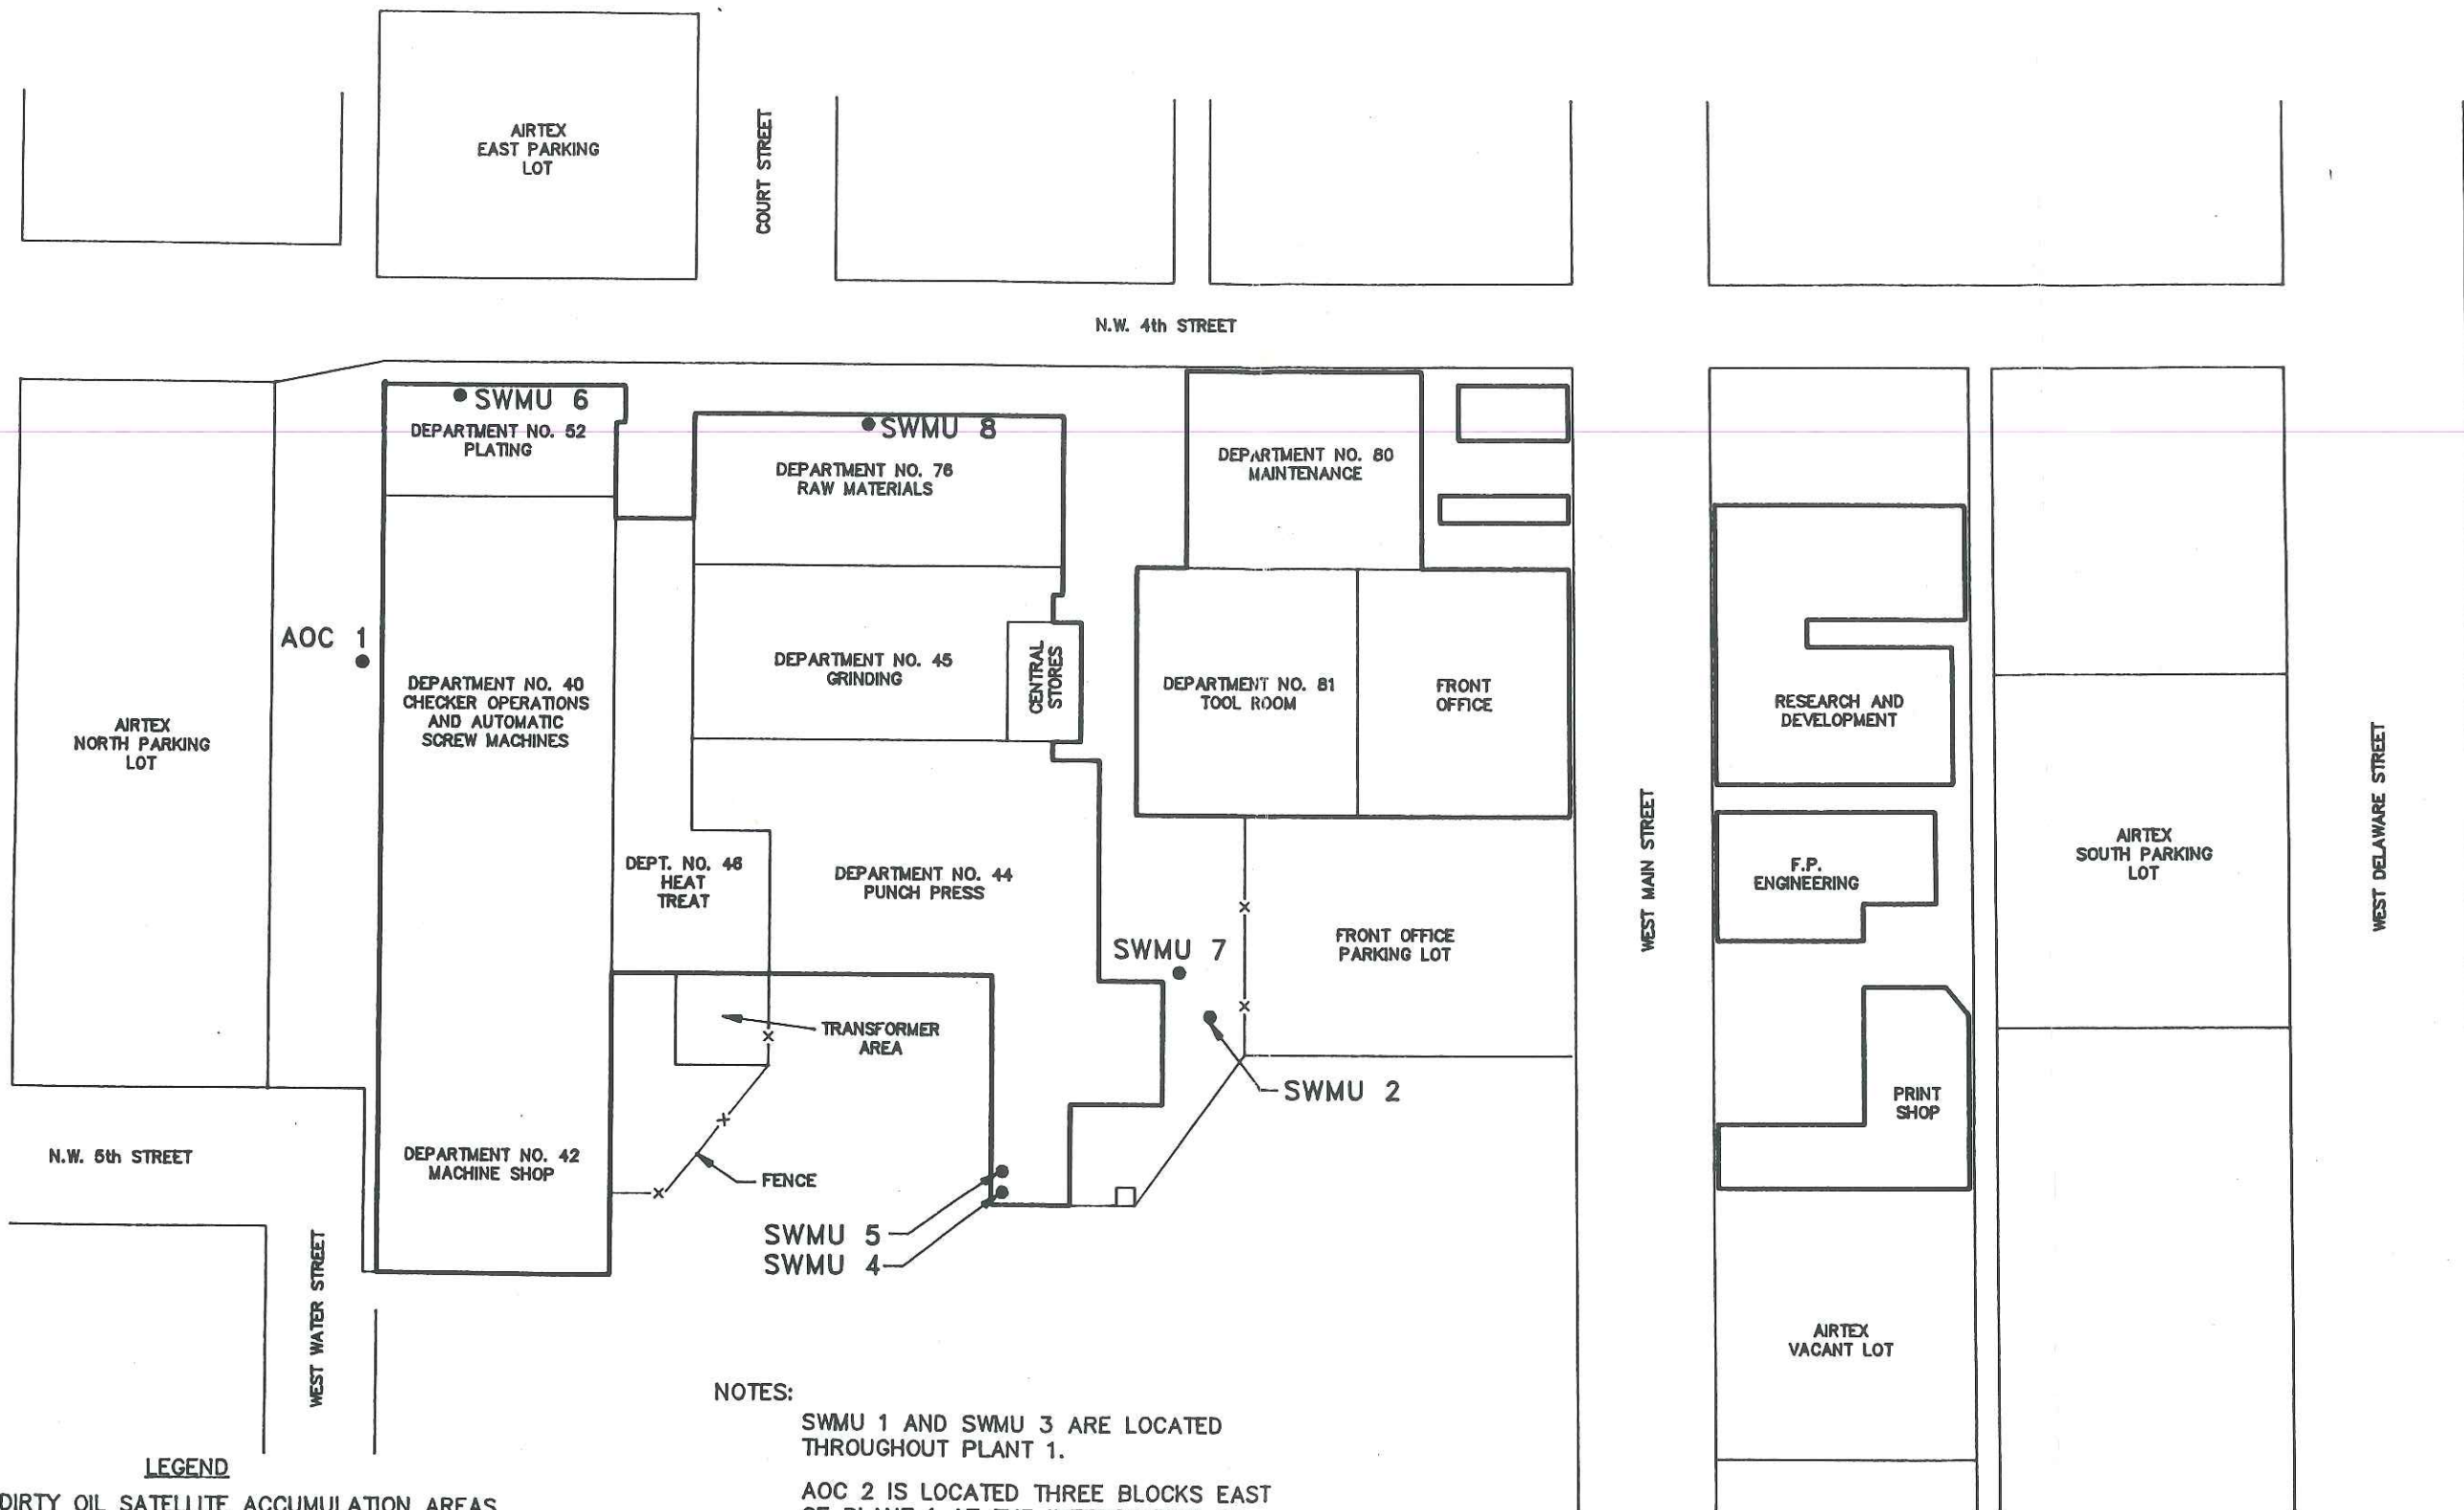 AIRTEX
EAST PARKING
LOT
COURT STREET
N.W. 4th STREET
SWMU 6
DEPARTMENT NO. 52
PLATING
SWMU 8
DEPARTMENT NO. 76
RAW MATERIALS
DEPARTMENT NO. 80
MAINTENANCE
AOC 1
AIRTEX
NORTH PARKING
LOT
DEPARTMENT NO. 40
CHECKER OPERATIONS
AND AUTOMATIC
SCREW MACHINES
DEPARTMENT NO. 45
GRINDING
CENTRAL
STORES
DEPARTMENT NO. 81
TOOL ROOM
FRONT
OFFICE
RESEARCH AND
DEVELOPMENT
WEST MAIN STREET
WEST DELAWARE STREET
DEPT. NO. 46
HEAT
TREAT
DEPARTMENT NO. 44
PUNCH PRESS
F.P.
ENGINEERING
AIRTEX
SOUTH PARKING
LOT
SWMU 7
FRONT OFFICE
PARKING LOT
TRANSFORMER
AREA
SWMU 2
PRINT
SHOP
N.W. 5th STREET
DEPARTMENT NO. 42
MACHINE SHOP
FENCE
SWMU 5
SWMU 4
WEST WATER STREET
AIRTEX
VACANT LOT
NOTES:
SWMU 1 AND SWMU 3 ARE LOCATED
THROUGHOUT PLANT 1.
AOC 2 IS LOCATED THREE BLOCKS EAST
LEGEND
DIRTY OIL SATELLITE ACCUMULATION AREAS